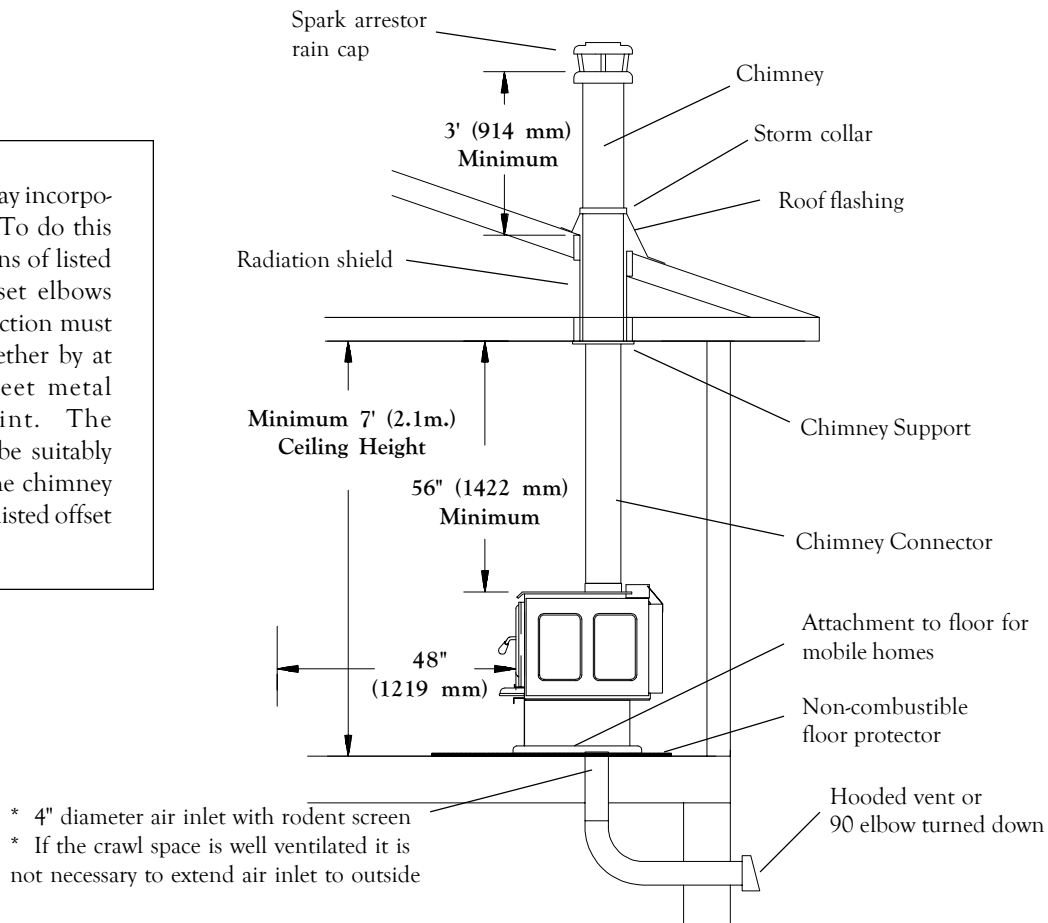 Spark arrestor
rain cap
Chimney
3' (914 mm)
Minimum
Storm collar
Roof flashing
Radiation shield
ay incorpo-
To do this
ns of listed
set elbows
ction must
ether by at
eet metal
int. The
be suitably
ne chimney
listed offset
Minimum 7' (2.1m.)
Ceiling Height
56" (1422 mm)
Minimum
Chimney Support
Chimney Connector
48"
(1219 mm)
Attachment to floor for
mobile homes
Non-combustible
floor protector
Hooded vent or
90 elbow turned down
* 4" diameter air inlet with rodent screen
* If the crawl space is well ventilated it is
not necessary to extend air inlet to outside